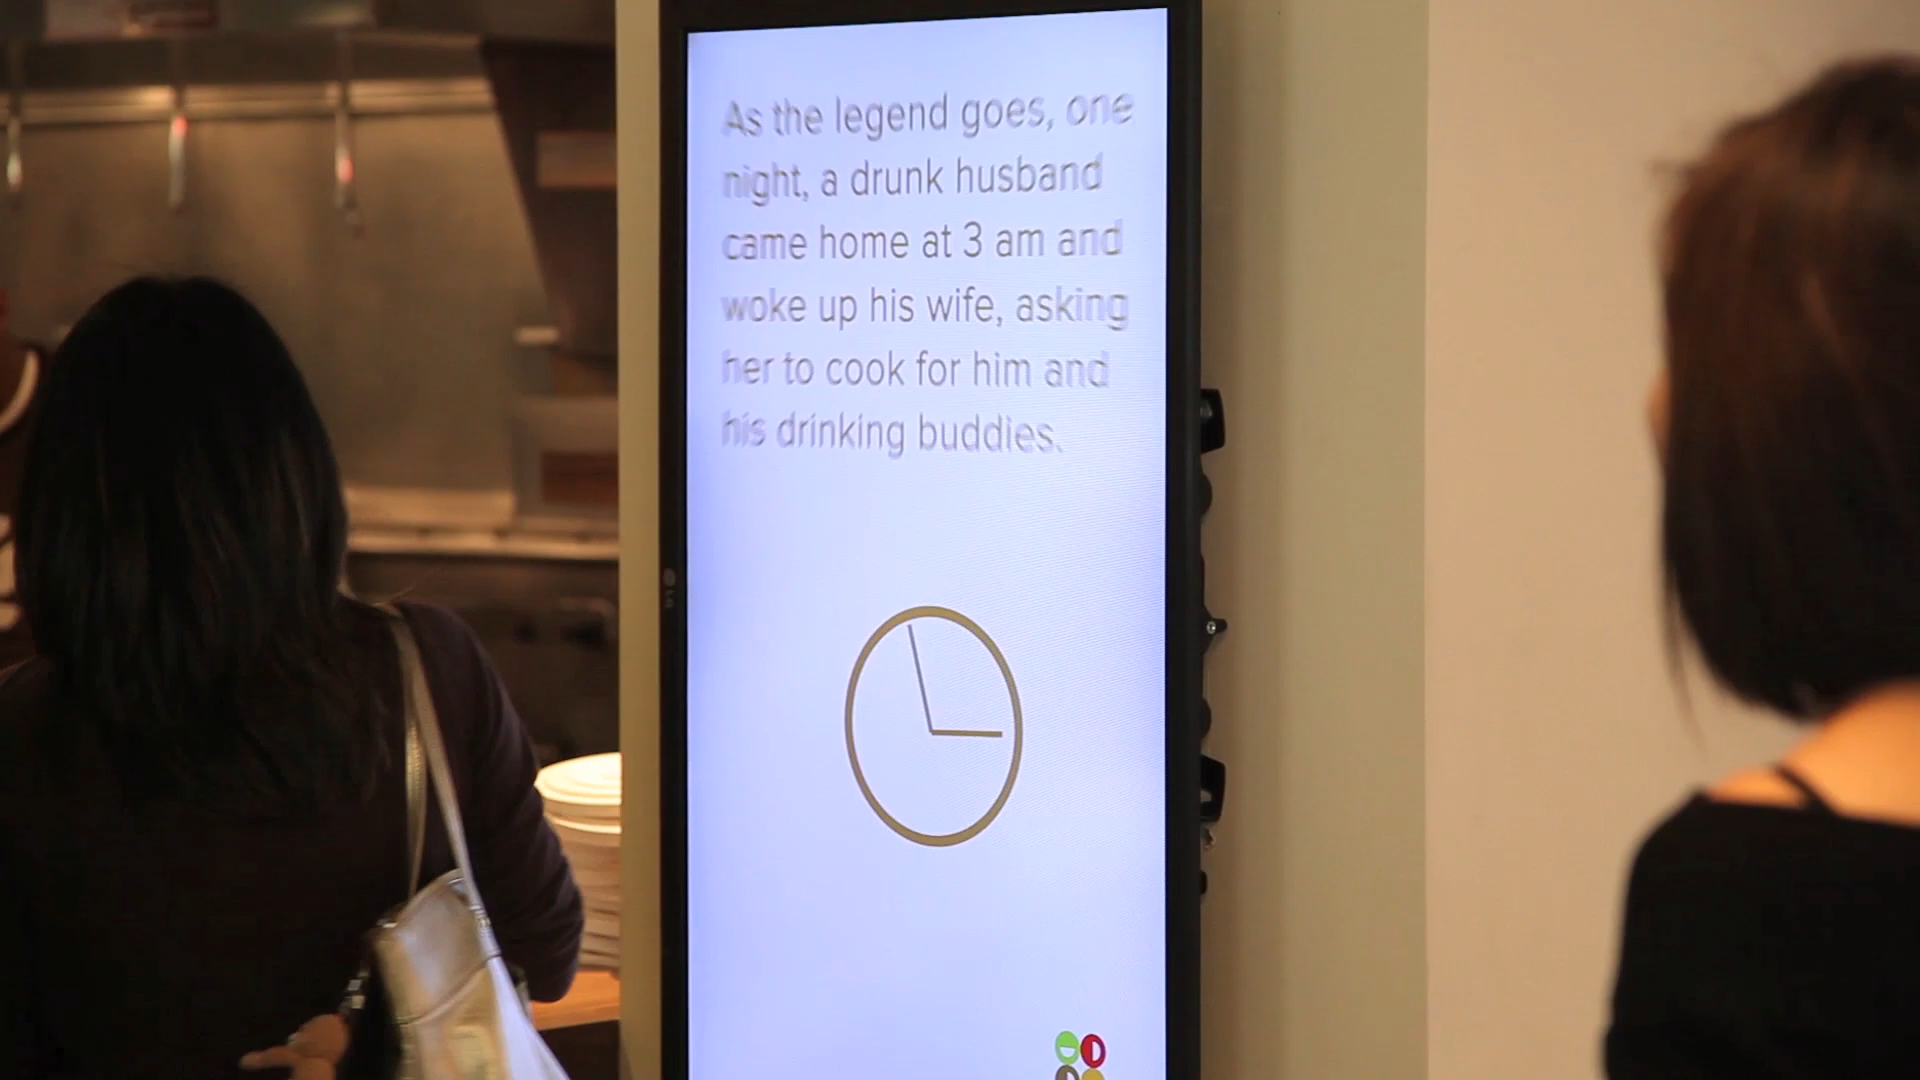 As the legend goes, one
night, a drunk husband
came home at 3 am and
woke up his wife, asking
her to cook for him and
his drinking buddies.
LG